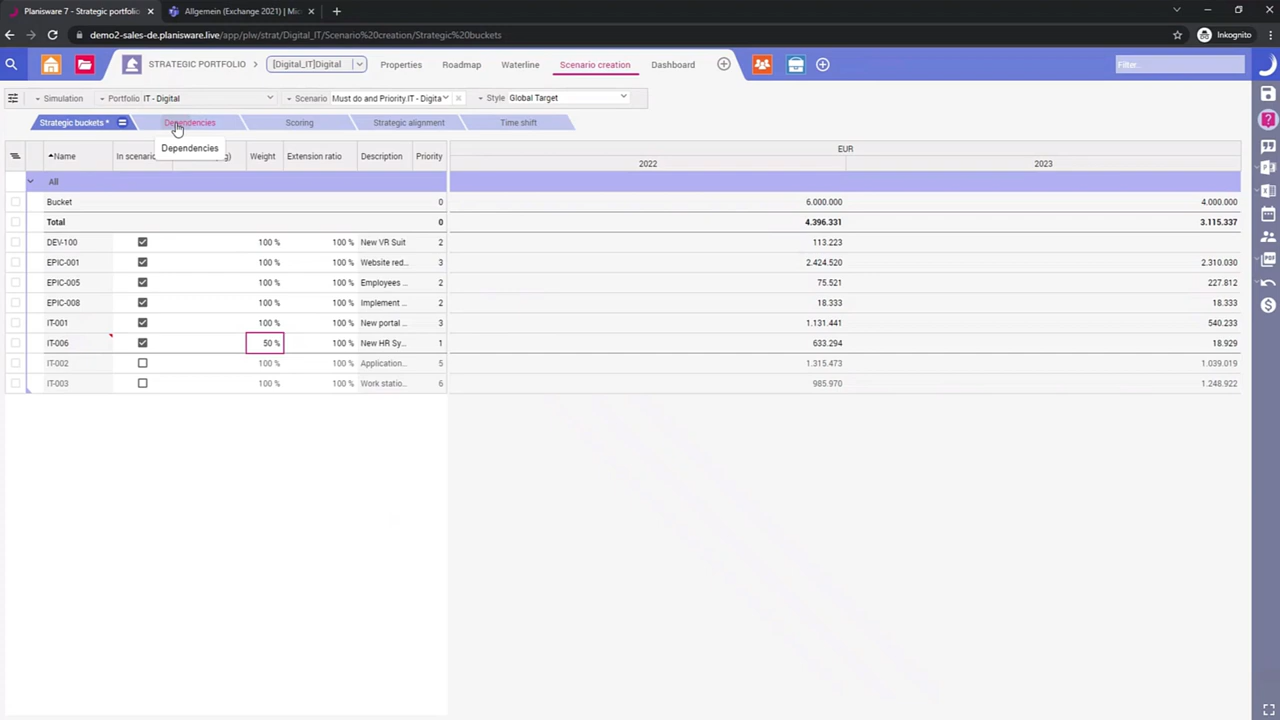 Planisware 7 - Strategic portfolio
Allgemein (Exchange 2021) | Mic
demo2-sales-de.planisware.live/app/plw/strat/Digital_IT/Scenario%20creation/Strategic%20buckets
Inkognito
STRATEGIC PORTFOLIO
[Digital_IT]Digital
Properties
Roadmap
Waterline
Scenario creation
Dashboard
Filter...
Simulation
Portfolio IT - Digital
Scenario Must do and Priority.IT - Digita
Style Global Target
Strategic buckets *
Dependencies
Scoring
Strategic alignment
Time shift
Dependencies
Name In scenario g) Weight Extension ratio Description Priority
EUR
2022 2023
All
Bucket 0 6.000.000 4.000.000
Total 0 4.396.331 3.115.337
DEV-100 100 % 100 % New VR Suit 2 113.223
EPIC-001 100 % 100 % Website red... 3 2.424.520 2.310.030
EPIC-005 100 % 100 % Employees 2 75.521 227.812
EPIC-008 100 % 100 % Implement ... 2 18.333 18.333
IT-001 100 % 100 % New portal ... 3 1.131.441 540.233
IT-006 50 % 100 % New HR Sy... 1 633.294 18.929
IT-002 100 % 100 % Application... 5 1.315.473 1.039.019
IT-003 100 % 100 % Work statio... 6 985.970 1.248.922